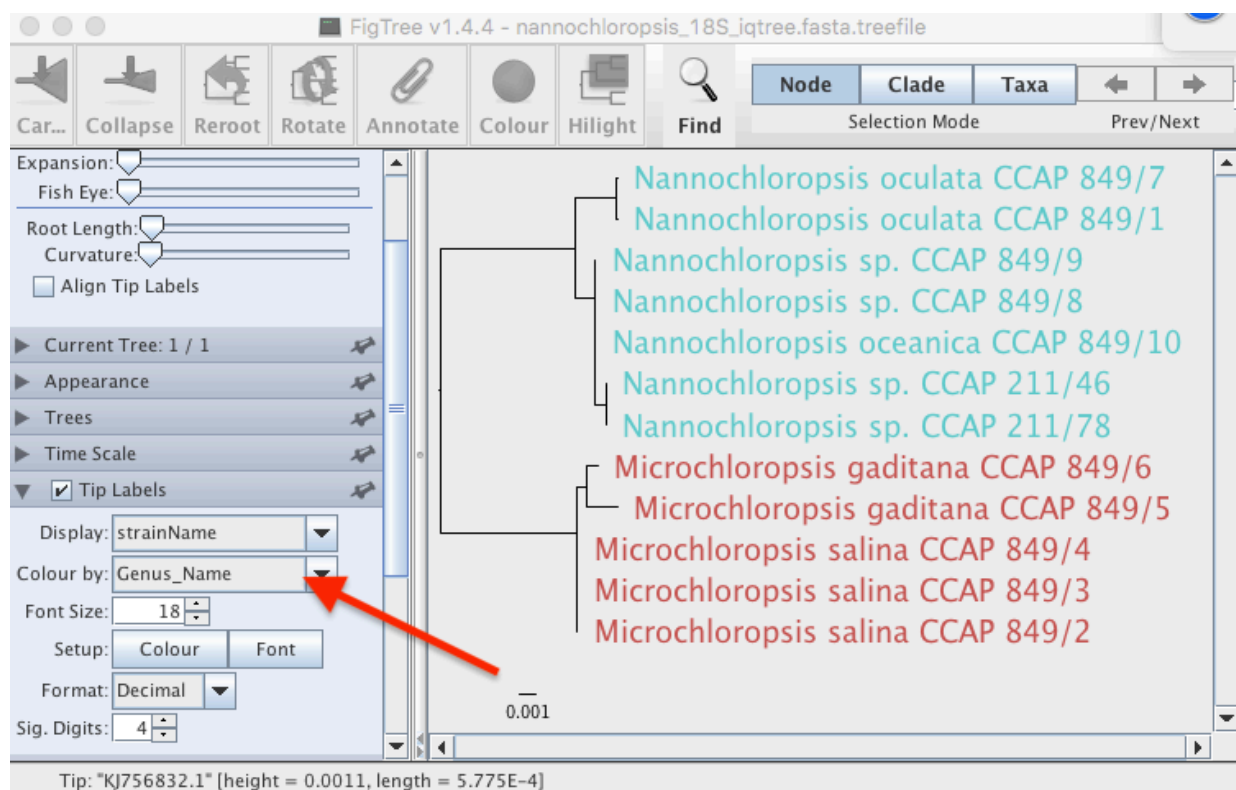 FigTree v1.4.4 - nannochloropsis_18S_iqtree.fasta.treefile
Car... Collapse Reroot Rotate Annotate Colour Hilight Find
Node Clade Taxa
Selection Mode Prev/Next
Expansion:
Fish Eye:
Root Length:
Curvature:
Align Tip Labels
Current Tree: 1 / 1
Appearance
Trees
Time Scale
Tip Labels
Display: strainName
Colour by: Genus_Name
Font Size: 18
Setup: Colour Font
Format: Decimal
Sig. Digits: 4
Nannochloropsis oculata CCAP 849/7
Nannochloropsis oculata CCAP 849/1
Nannochloropsis sp. CCAP 849/9
Nannochloropsis sp. CCAP 849/8
Nannochloropsis oceanica CCAP 849/10
Nannochloropsis sp. CCAP 211/46
Nannochloropsis sp. CCAP 211/78
Microchloropsis gaditana CCAP 849/6
Microchloropsis gaditana CCAP 849/5
Microchloropsis salina CCAP 849/4
Microchloropsis salina CCAP 849/3
Microchloropsis salina CCAP 849/2
0.001
Tip: "KJ756832.1" [height = 0.0011, length = 5.775E-4]